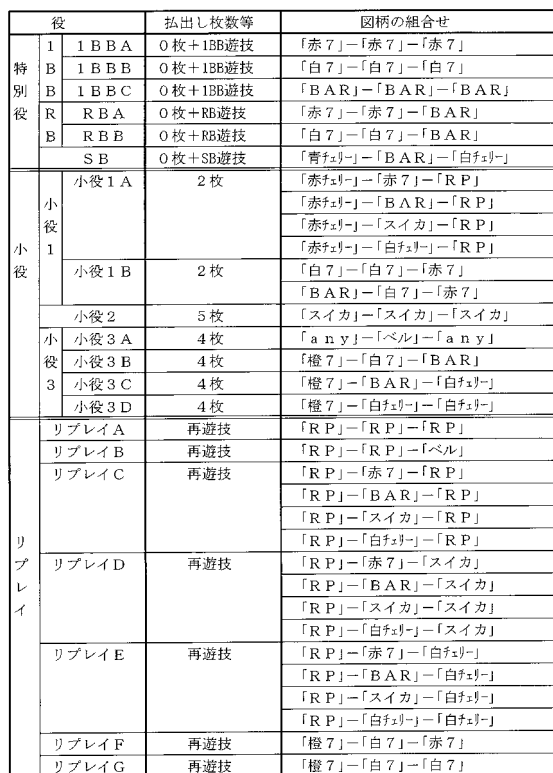 役 払出し枚数等 図柄の組合せ
特別役 1BB 1BBA 0枚+1BB遊技 「赤7」―「赤7」―「赤7」
1BBB 0枚+1BB遊技 「白7」―「白7」―「白7」
1BBC 0枚+1BB遊技 「BAR」―「BAR」―「BAR」
RB RBA 0枚+RB遊技 「赤7」―「赤7」―「BAR」
RBB 0枚+RB遊技 「白7」―「白7」―「BAR」
SB 0枚+SB遊技 「青チェリー」―「BAR」―「白チェリー」
小役 小役1 小役1A 2枚 「赤チェリー」―「赤7」―「RP」
「赤チェリー」―「BAR」―「RP」
「赤チェリー」―「スイカ」―「RP」
「赤チェリー」―「白チェリー」―「RP」
小役1B 2枚 「白7」―「白7」―「赤7」
「BAR」―「白7」―「赤7」
小役2 5枚 「スイカ」―「スイカ」―「スイカ」
小役3 小役3A 4枚 「any」―「ベル」―「any」
小役3B 4枚 「橙7」―「白7」―「BAR」
小役3C 4枚 「橙7」―「BAR」―「白チェリー」
小役3D 4枚 「橙7」―「白チェリー」―「白チェリー」
リプレイ リプレイA 再遊技 「RP」―「RP」―「RP」
リプレイB 再遊技 「RP」―「RP」―「ベル」
リプレイC 再遊技 「RP」―「赤7」―「RP」
「RP」―「BAR」―「RP」
「RP」―「スイカ」―「RP」
「RP」―「白チェリー」―「RP」
リプレイD 再遊技 「RP」―「赤7」―「スイカ」
「RP」―「BAR」―「スイカ」
「RP」―「スイカ」―「スイカ」
「RP」―「白チェリー」―「スイカ」
リプレイE 再遊技 「RP」―「赤7」―「白チェリー」
「RP」―「BAR」―「白チェリー」
「RP」―「スイカ」―「白チェリー」
「RP」―「白チェリー」―「白チェリー」
リプレイF 再遊技 「橙7」―「白7」―「赤7」
リプレイG 再遊技 「橙7」―「白7」―「白7」